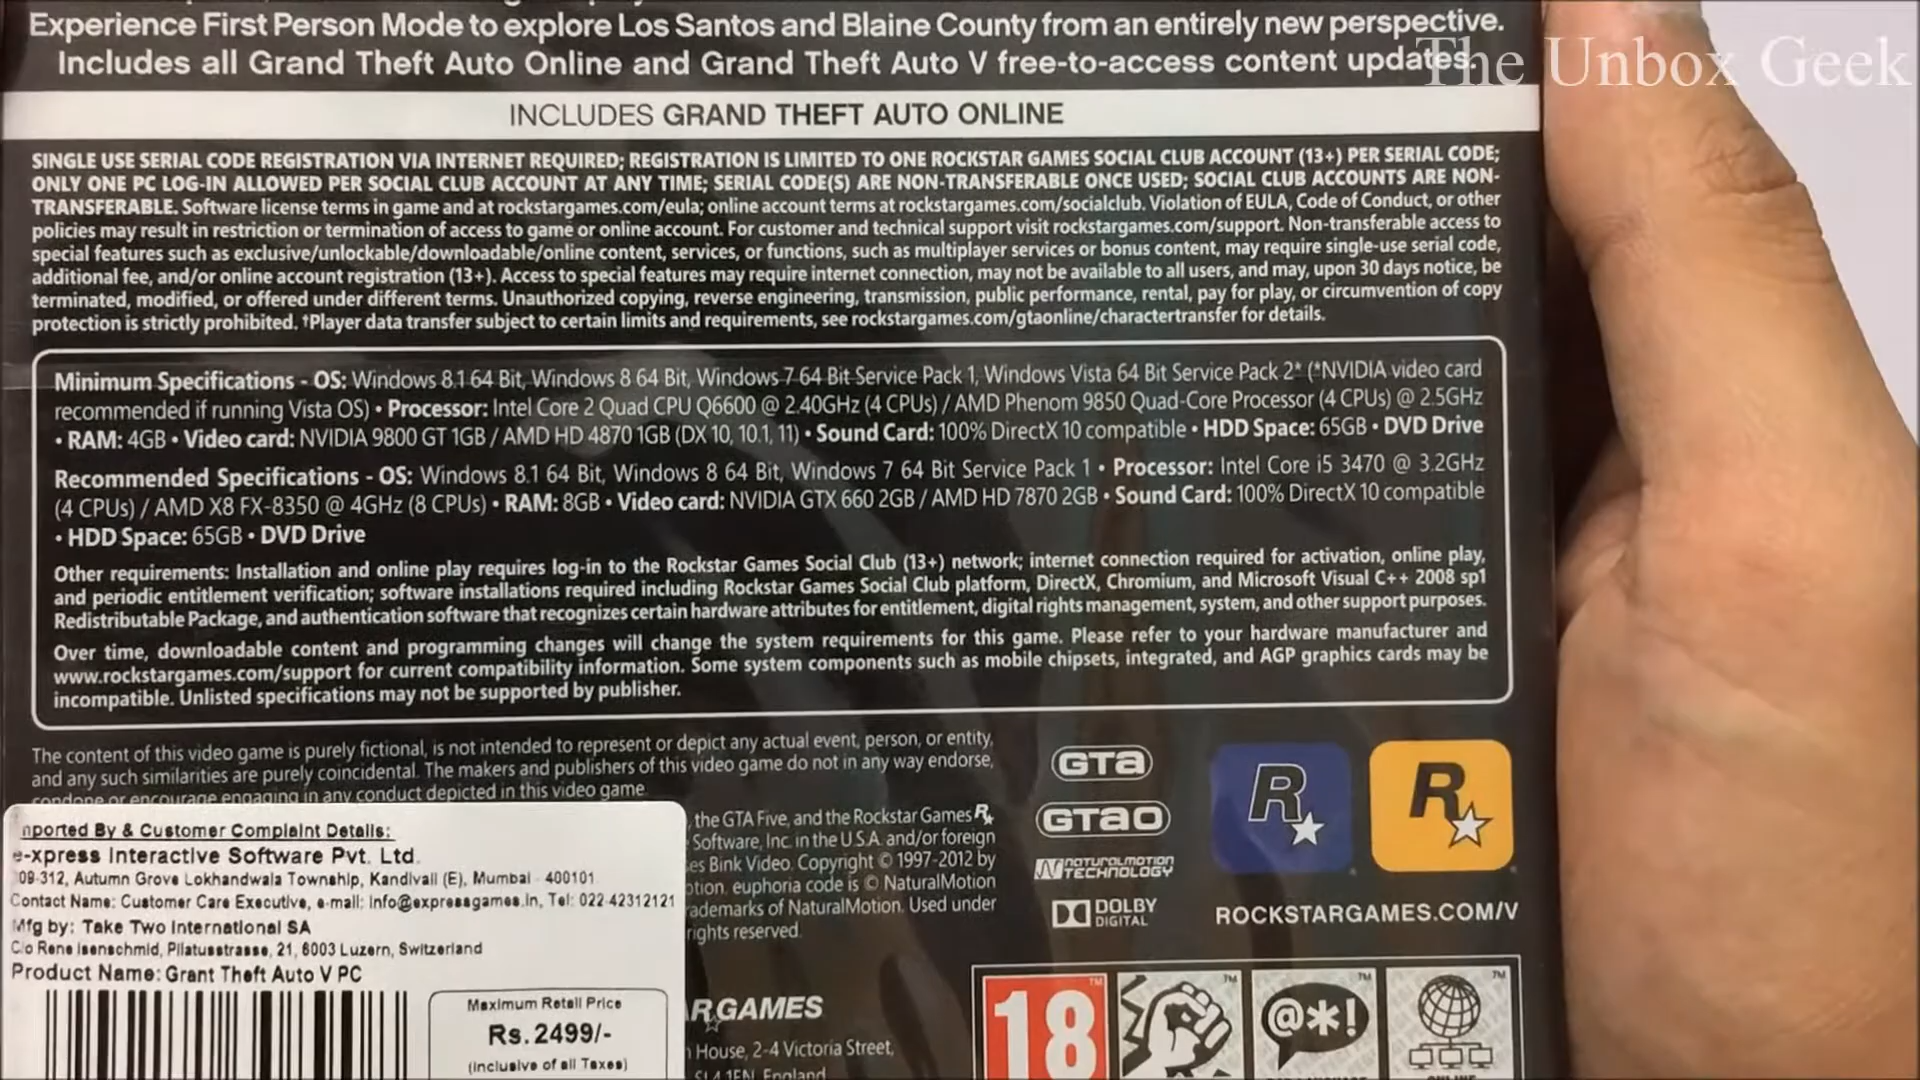 Experience First Person Mode to explore Los Santos and Blaine County from an entirely new perspective.
Includes all Grand Theft Auto Online and Grand Theft Auto V free-to-access content updates.
The Unbox Geek
INCLUDES GRAND THEFT AUTO ONLINE
SINGLE USE SERIAL CODE REGISTRATION VIA INTERNET REQUIRED; REGISTRATION IS LIMITED TO ONE ROCKSTAR GAMES SOCIAL CLUB ACCOUNT (13+) PER SERIAL CODE;
ONLY ONE PC LOG-IN ALLOWED PER SOCIAL CLUB ACCOUNT AT ANY TIME; SERIAL CODE(S) ARE NON-TRANSFERABLE ONCE USED; SOCIAL CLUB ACCOUNTS ARE NON-
TRANSFERABLE. Software license terms in game and at rockstargames.com/eula; online account terms at rockstargames.com/socialclub. Violation of EULA, Code of Conduct, or other
policies may result in restriction or termination of access to game or online account. For customer and technical support visit rockstargames.com/support. Non-transferable access to
special features such as exclusive/unlockable/downloadable/online content, services, or functions, such as multiplayer services or bonus content, may require single-use serial code,
additional fee, and/or online account registration (13+). Access to special features may require internet connection, may not be available to all users, and may, upon 30 days notice, be
terminated, modified, or offered under different terms. Unauthorized copying, reverse engineering, transmission, public performance, rental, pay for play, or circumvention of copy
protection is strictly prohibited. †Player data transfer subject to certain limits and requirements, see rockstargames.com/gtaonline/charactertransfer for details.
Minimum Specifications - OS: Windows 8.1 64 Bit, Windows 8 64 Bit, Windows 7 64 Bit Service Pack 1, Windows Vista 64 Bit Service Pack 2* (*NVIDIA video card
recommended if running Vista OS) • Processor: Intel Core 2 Quad CPU Q6600 @ 2.40GHz (4 CPUs) / AMD Phenom 9850 Quad-Core Processor (4 CPUs) @ 2.5GHz
• RAM: 4GB • Video card: NVIDIA 9800 GT 1GB / AMD HD 4870 1GB (DX 10, 10.1, 11) • Sound Card: 100% DirectX 10 compatible • HDD Space: 65GB • DVD Drive
Recommended Specifications - OS: Windows 8.1 64 Bit, Windows 8 64 Bit, Windows 7 64 Bit Service Pack 1 • Processor: Intel Core i5 3470 @ 3.2GHz
(4 CPUs) / AMD X8 FX-8350 @ 4GHz (8 CPUs) • RAM: 8GB • Video card: NVIDIA GTX 660 2GB / AMD HD 7870 2GB • Sound Card: 100% DirectX 10 compatible
• HDD Space: 65GB • DVD Drive
Other requirements: Installation and online play requires log-in to the Rockstar Games Social Club (13+) network; internet connection required for activation, online play,
and periodic entitlement verification; software installations required including Rockstar Games Social Club platform, DirectX, Chromium, and Microsoft Visual C++ 2008 sp1
Redistributable Package, and authentication software that recognizes certain hardware attributes for entitlement, digital rights management, system, and other support purposes.
Over time, downloadable content and programming changes will change the system requirements for this game. Please refer to your hardware manufacturer and
www.rockstargames.com/support for current compatibility information. Some system components such as mobile chipsets, integrated, and AGP graphics cards may be
incompatible. Unlisted specifications may not be supported by publisher.
The content of this video game is purely fictional, is not intended to represent or depict any actual event, person, or entity,
and any such similarities are purely coincidental. The makers and publishers of this video game do not in any way endorse,
condone or encourage engaging in any conduct depicted in this video game.
, the GTA Five, and the Rockstar Games R
Software, Inc. in the U.S.A. and/or foreign
es Bink Video. Copyright © 1997-2012 by
otion. euphoria code is © NaturalMotion
ademarks of NaturalMotion. Used under
rights reserved.
GTA
GTAO
NATURALMOTION
TECHNOLOGY
DOLBY
DIGITAL
R
R
ROCKSTARGAMES.COM/V
nported By & Customer Complaint Details:
e-xpress Interactive Software Pvt. Ltd.
09-312, Autumn Grove Lokhandwala Township, Kandivali (E), Mumbai - 400101
Contact Name: Customer Care Executive, e-mail: info@expressgames.in, Tel: 022-42312121
Mfg by: Take Two International SA
C/o Rene Isenschmid, Pilatusstrasse, 21, 6003 Luzern, Switzerland
Product Name: Grant Theft Auto V PC
Maximum Retail Price
Rs.2499/-
(Inclusive of all Taxes)
R GAMES
House, 2-4 Victoria Street,
SL4 1EN, England
18
@*!